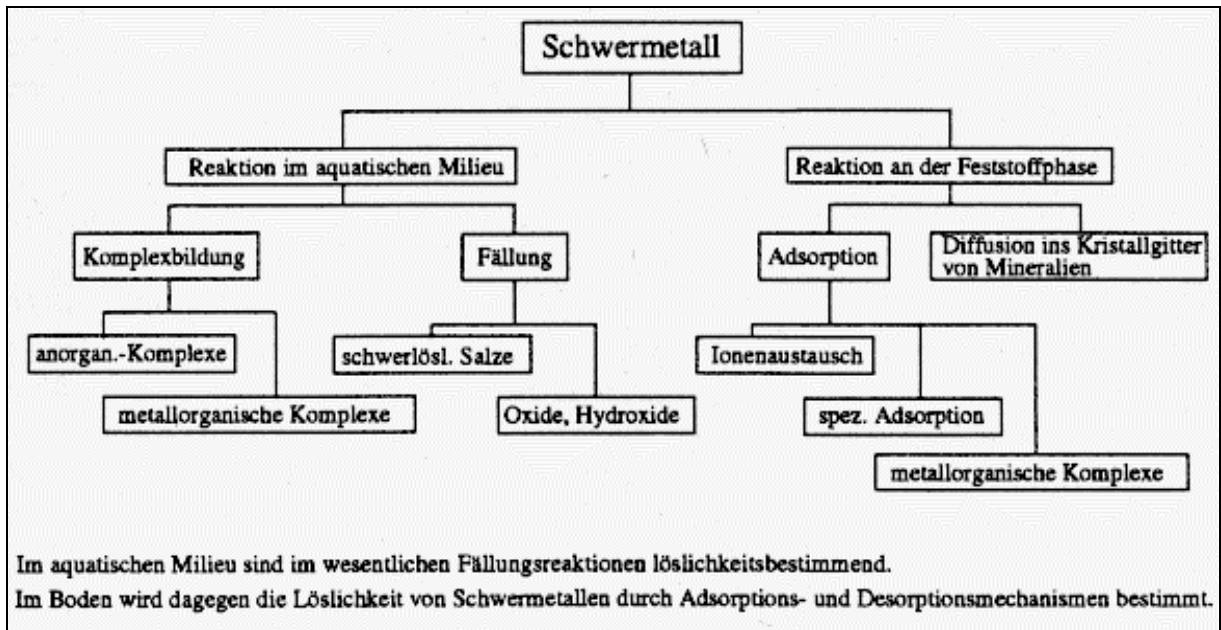 Schwermetall
Reaktion im aquatischen Milieu
Reaktion an der Feststoffphase
Komplexbildung
Fällung
Adsorption
Diffusion ins Kristallgitter
von Mineralien
anorgan.-Komplexe
schwerlösl. Salze
Ionenaustausch
metallorganische Komplexe
Oxide, Hydroxide
spez. Adsorption
metallorganische Komplexe
Im aquatischen Milieu sind im wesentlichen Fällungsreaktionen löslichkeitsbestimmend.
Im Boden wird dagegen die Löslichkeit von Schwermetallen durch Adsorptions- und Desorptionsmechanismen bestimmt.